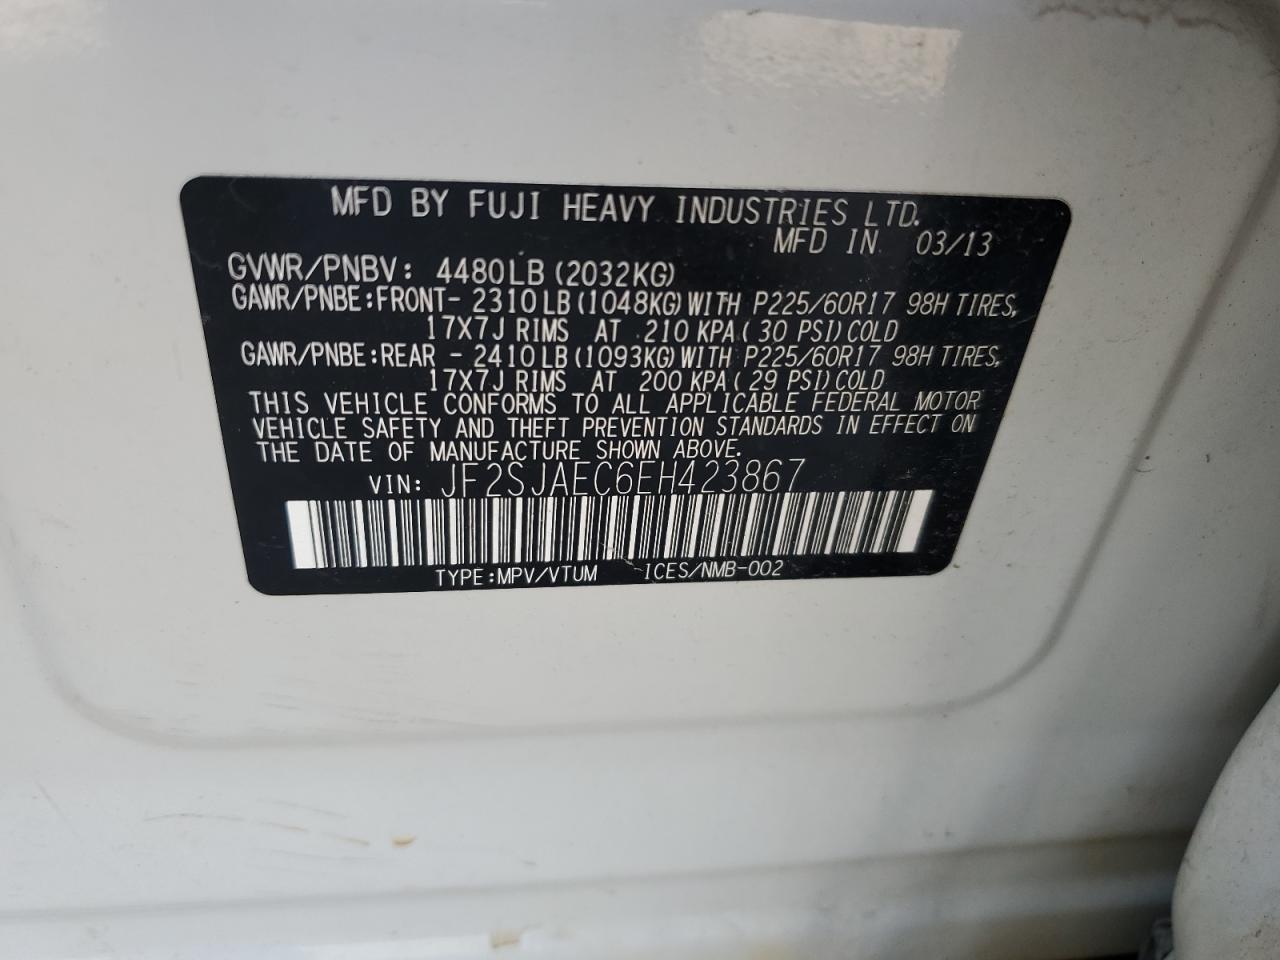 MFD BY FUJI HEAVY INDUSTRIES LTD.
MFD IN 03/13
GVWR/PNBV: 4480LB (2032KG)
GAWR/PNBE:FRONT- 2310LB(1048KG)WITH P225/60R17 98H TIRES,
17X7J RIMS AT 210 KPA(30 PSI)COLD
GAWR/PNBE:REAR - 2410LB(1093KG)WITH P225/60R17 98H TIRES,
17X7J RIMS AT 200 KPA(29 PSI)COLD
THIS VEHICLE CONFORMS TO ALL APPLICABLE FEDERAL MOTOR
VEHICLE SAFETY AND THEFT PREVENTION STANDARDS IN EFFECT ON
THE DATE OF MANUFACTURE SHOWN ABOVE.
VIN: JF2SJAEC6EH423867
TYPE:MPV/VTUM ICES/NMB-002